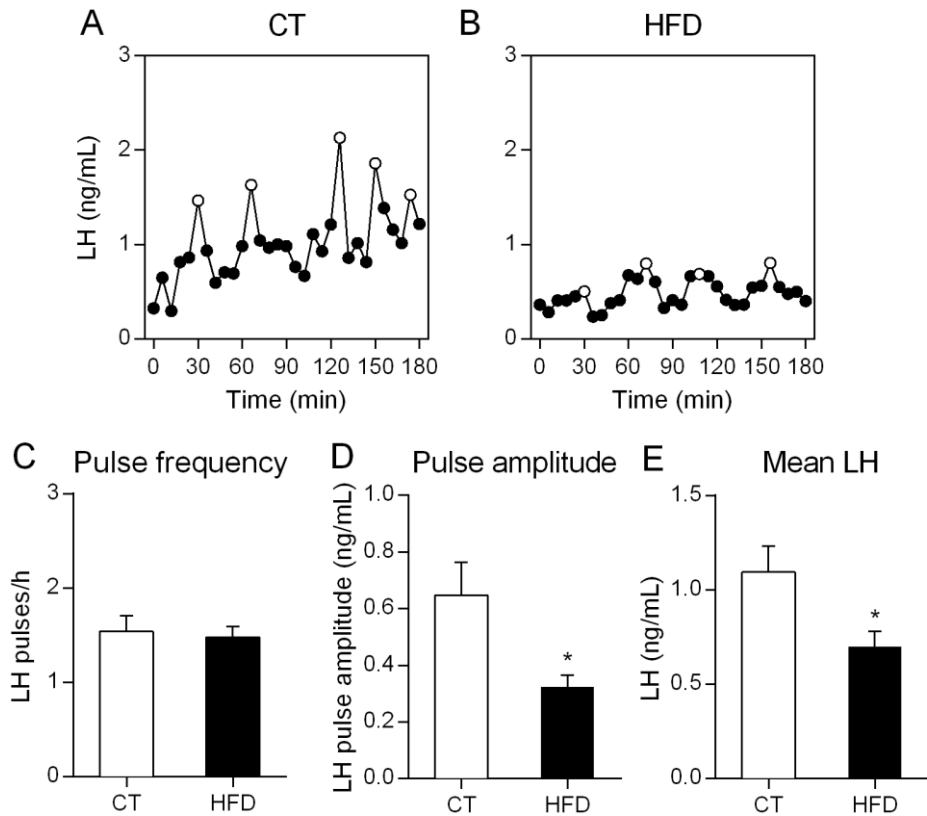 A CT
3
2
1
0
LH (ng/mL)
0 30 60 90 120 150 180
Time (min)
B HFD
3
2
1
0
0 30 60 90 120 150 180
Time (min)
C Pulse frequency
3
2
1
0
LH pulses/h
CT HFD
D Pulse amplitude
1.0
0.8
0.6
0.4
0.2
0.0
LH pulse amplitude (ng/mL)
*
CT HFD
E Mean LH
1.5
1.0
0.5
0.0
LH (ng/mL)
*
CT HFD